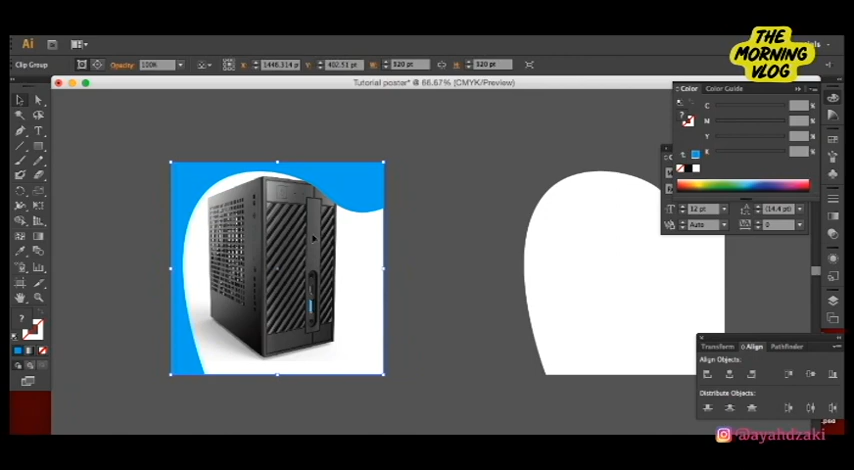 THE
MORNING
VLOG
Ai
Clip Group
Opacity: 100%
X: 1448.314 p
Y: 402.51 pt
W: 320 pt
H: 320 pt
Tutorial poster* @ 66.67% (CMYK/Preview)
Color
Color Guide
C
M
Y
K
%
%
%
%
12 pt
(14.4 pt)
Auto
0
Transform
Align
Pathfinder
Align Objects:
Distribute Objects:
.psd
@ayahdzaki